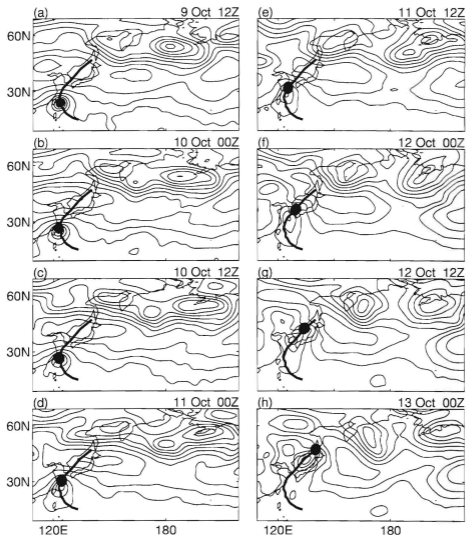 (a) 9 Oct 12Z
60N
30N
(b) 10 Oct 00Z
60N
30N
(c) 10 Oct 12Z
60N
30N
(d) 11 Oct 00Z
60N
30N
120E 180
(e) 11 Oct 12Z
(f) 12 Oct 00Z
(g) 12 Oct 12Z
(h) 13 Oct 00Z
120E 180